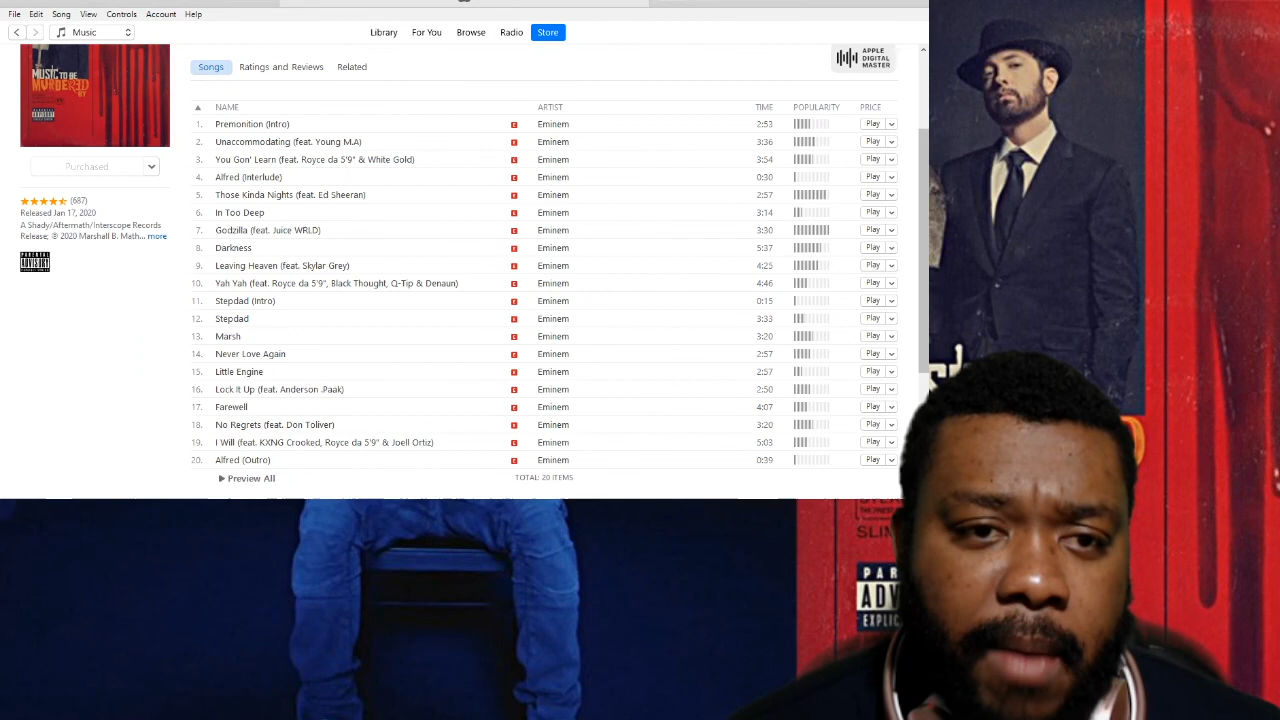 File Edit Song View Controls Account Help
Music Library For You Browse Radio Store
MUSIC TO BE
MURDERED
BY
Purchased
(687)
Released Jan 17, 2020
A Shady/Aftermath/Interscope Records
Release; ℗ 2020 Marshall B. Math... more
PARENTAL
ADVISORY
Songs Ratings and Reviews Related
APPLE
DIGITAL
MASTER
NAME ARTIST TIME POPULARITY PRICE
1. Premonition (Intro) E Eminem 2:53 Play
2. Unaccommodating (feat. Young M.A) E Eminem 3:36 Play
3. You Gon' Learn (feat. Royce da 5'9" & White Gold) E Eminem 3:54 Play
4. Alfred (Interlude) E Eminem 0:30 Play
5. Those Kinda Nights (feat. Ed Sheeran) E Eminem 2:57 Play
6. In Too Deep E Eminem 3:14 Play
7. Godzilla (feat. Juice WRLD) E Eminem 3:30 Play
8. Darkness E Eminem 5:37 Play
9. Leaving Heaven (feat. Skylar Grey) E Eminem 4:25 Play
10. Yah Yah (feat. Royce da 5'9", Black Thought, Q-Tip & Denaun) E Eminem 4:46 Play
11. Stepdad (Intro) E Eminem 0:15 Play
12. Stepdad E Eminem 3:33 Play
13. Marsh E Eminem 3:20 Play
14. Never Love Again E Eminem 2:57 Play
15. Little Engine E Eminem 2:57 Play
16. Lock It Up (feat. Anderson .Paak) E Eminem 2:50 Play
17. Farewell E Eminem 4:07 Play
18. No Regrets (feat. Don Toliver) E Eminem 3:20 Play
19. I Will (feat. KXNG Crooked, Royce da 5'9" & Joell Ortiz) E Eminem 5:03 Play
20. Alfred (Outro) E Eminem 0:39 Play
Preview All TOTAL: 20 ITEMS
SLIM
PAR
ADV
EXPLIC